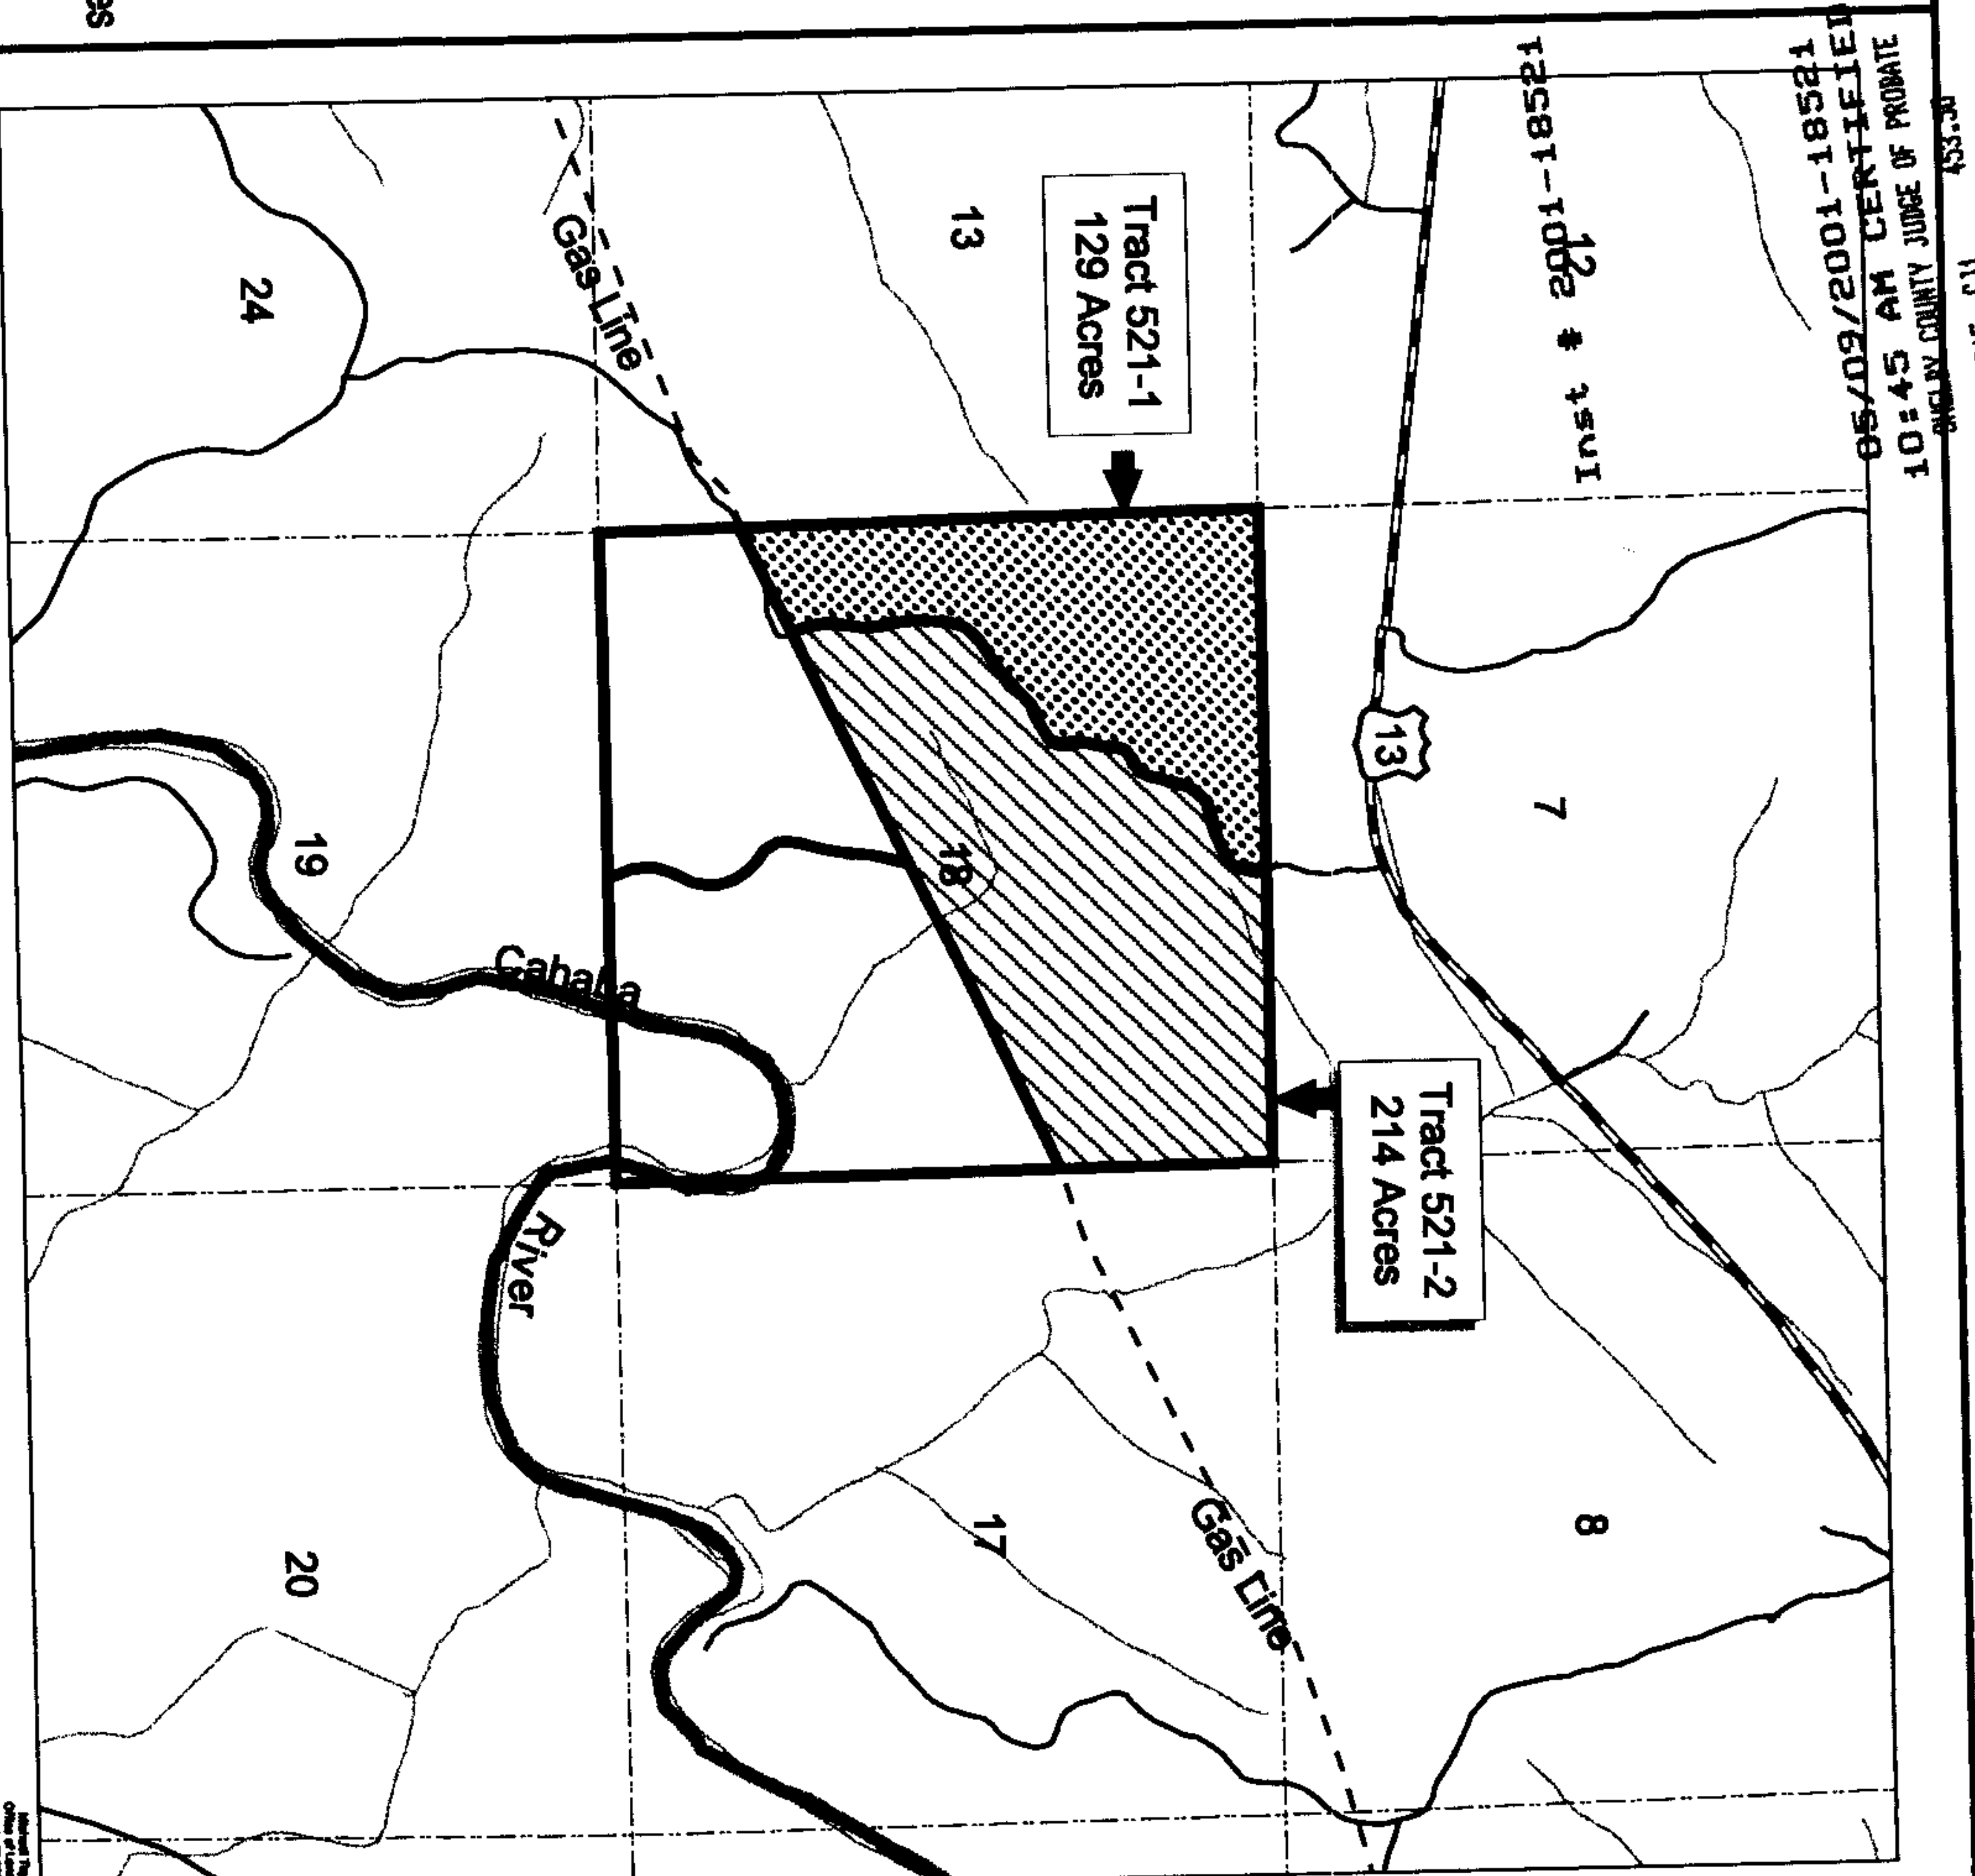 Inst # 2001-18521
05/09/2001-18521
10:45 AM CERTIFIED
SHELBY COUNTY JUDGE OF PROBATE
12
7
8
13
Tract 521-1
129 Acres
13
Tract 521-2
214 Acres
18
17
Gas Line
Gas Line
24
19
20
Cahaba
River